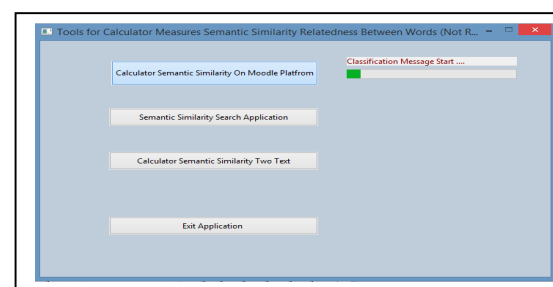 Tools for Calculator Measures Semantic Similarity Relatedness Between Words (Not R...
Calculator Semantic Similarity On Moodle Platfrom
Classification Message Start ....
Semantic Similarity Search Application
Calculator Semantic Similarity Two Text
Exit Application